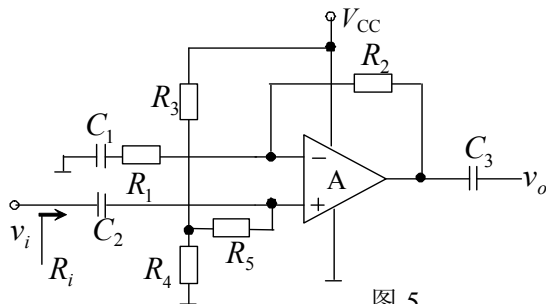 V_CC
R_2
R_3
C_1
R_1
−
A
+
C_3
v_o
v_i
C_2
R_5
R_i
R_4
图 5